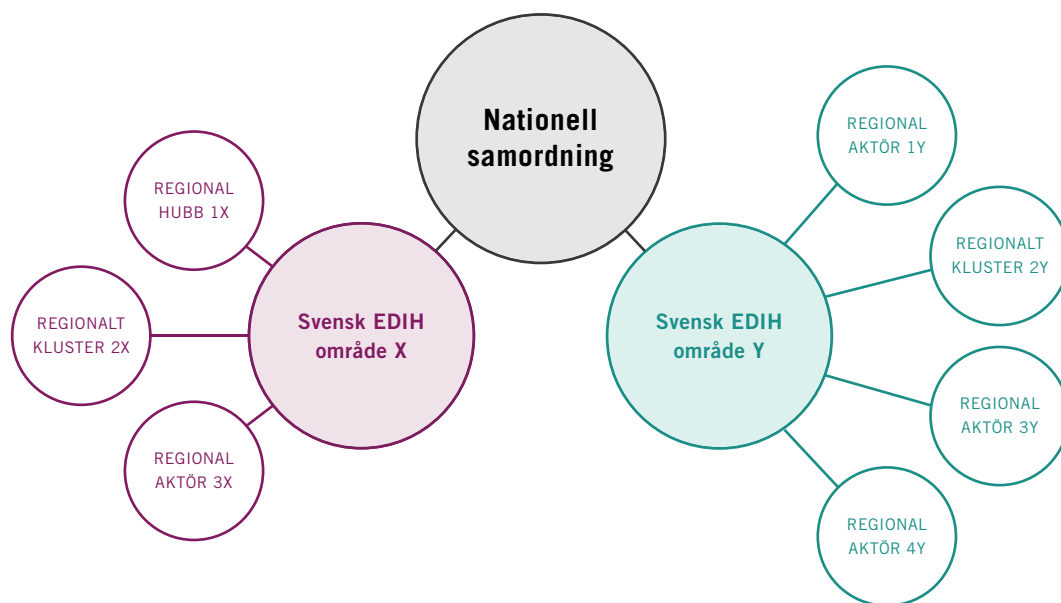 Nationell
samordning
REGIONAL
HUBB 1X
REGIONALT
KLUSTER 2X
REGIONAL
AKTÖR 3X
Svensk EDIH
område X
Svensk EDIH
område Y
REGIONAL
AKTÖR 1Y
REGIONALT
KLUSTER 2Y
REGIONAL
AKTÖR 3Y
REGIONAL
AKTÖR 4Y